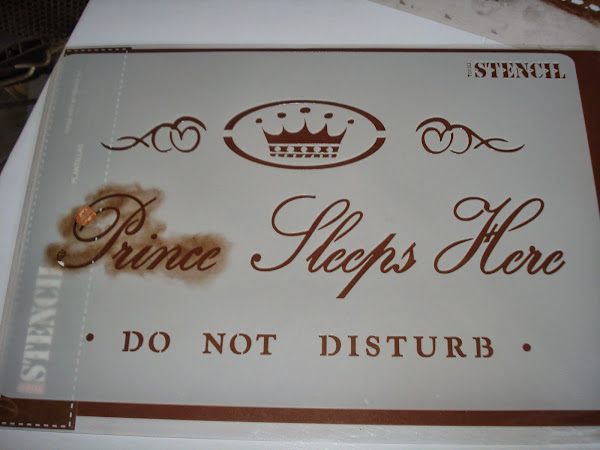 STENCIL
Prince Sleeps Here
• DO NOT DISTURB •
STENCIL